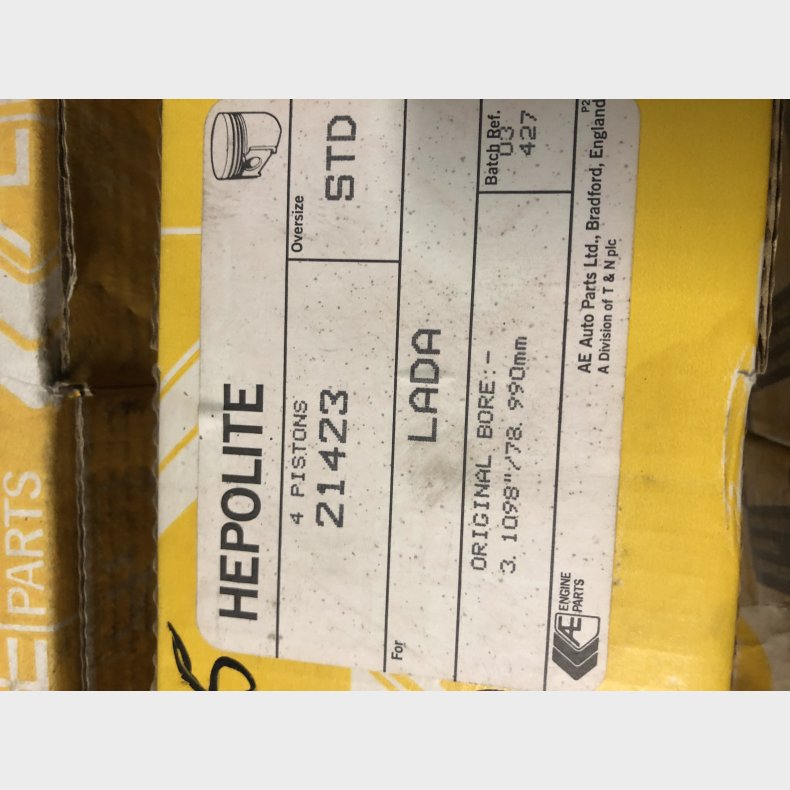 HEPOLITE
4 PISTONS
21423
Oversize
STD
For
LADA
ORIGINAL BORE:-
3. 1098"/78. 990mm
Batch Ref.
03
427
Æ ENGINE
PARTS
AE Auto Parts Ltd., Bradford, England
A Division of T & N plc
P2
PARTS